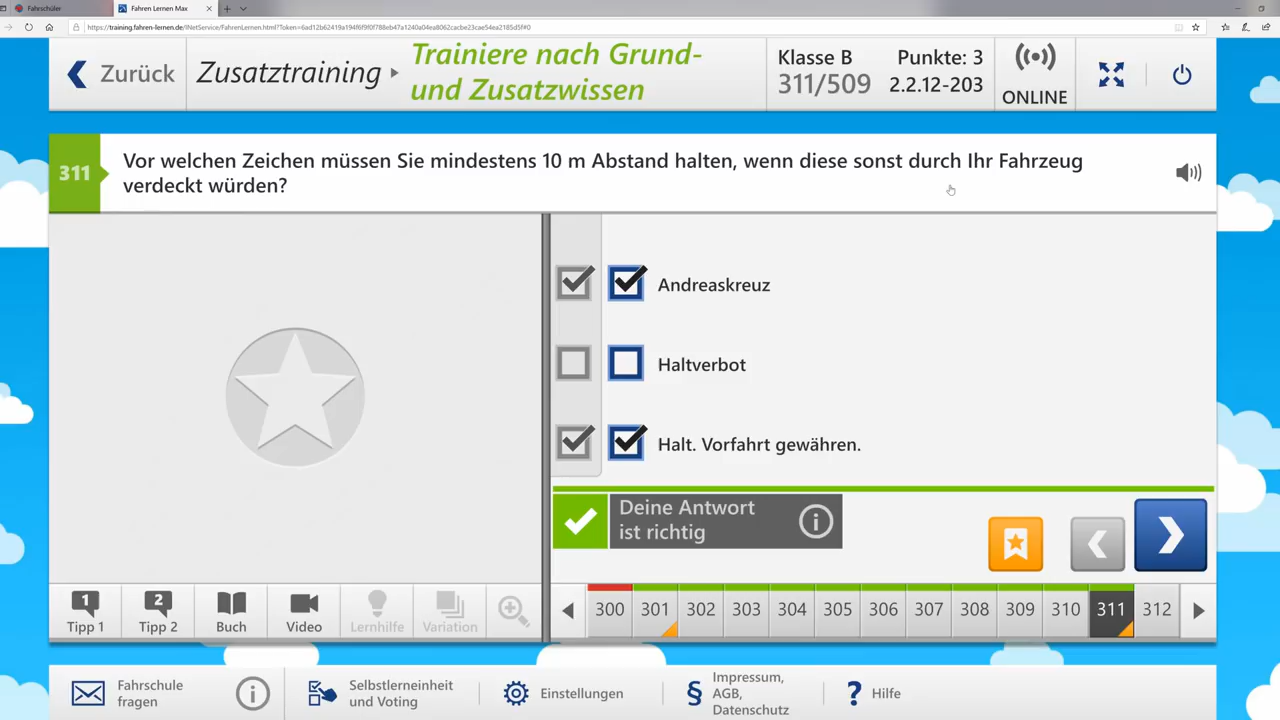 Fahrschüler
Fahren Lernen Max
https://training.fahren-lernen.de/INetService/FahrenLernen.html?Token=
Zurück
Zusatztraining
Trainiere nach Grund-
und Zusatzwissen
Klasse B
311/509
Punkte: 3
2.2.12-203
ONLINE
311
Vor welchen Zeichen müssen Sie mindestens 10 m Abstand halten, wenn diese sonst durch Ihr Fahrzeug
verdeckt würden?
Andreaskreuz
Haltverbot
Halt. Vorfahrt gewähren.
Deine Antwort
ist richtig
1
Tipp 1
2
Tipp 2
Buch
Video
Lernhilfe
Variation
300 301 302 303 304 305 306 307 308 309 310 311 312
Fahrschule
fragen
Selbstlerneinheit
und Voting
Einstellungen
§
Impressum,
AGB,
Datenschutz
?
Hilfe